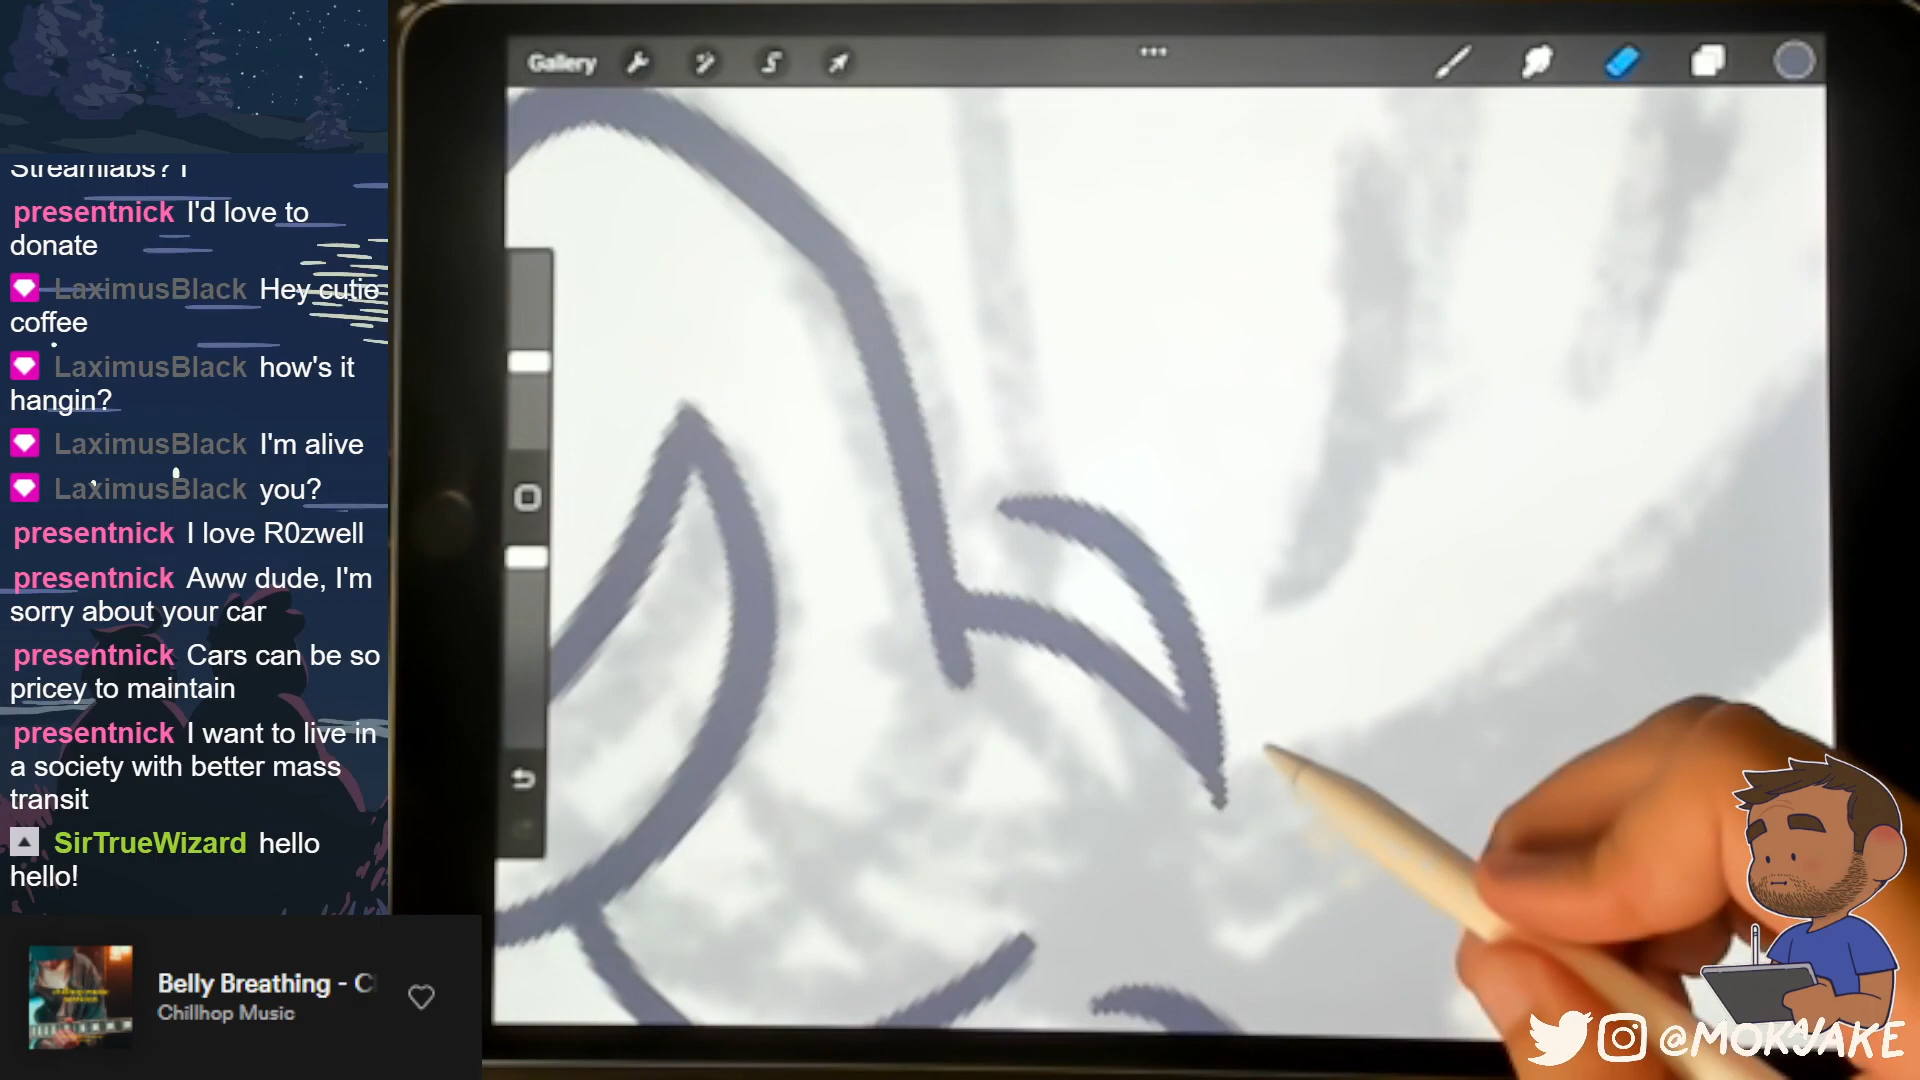 Streamlabs? I
presentnick I'd love to
donate
LaximusBlack Hey cutie
coffee
LaximusBlack how's it
hangin?
LaximusBlack I'm alive
LaximusBlack you?
presentnick I love R0zwell
presentnick Aww dude, I'm
sorry about your car
presentnick Cars can be so
pricey to maintain
presentnick I want to live in
a society with better mass
transit
SirTrueWizard hello
hello!
Gallery
Belly Breathing - C
Chillhop Music
@MOKAJAKE